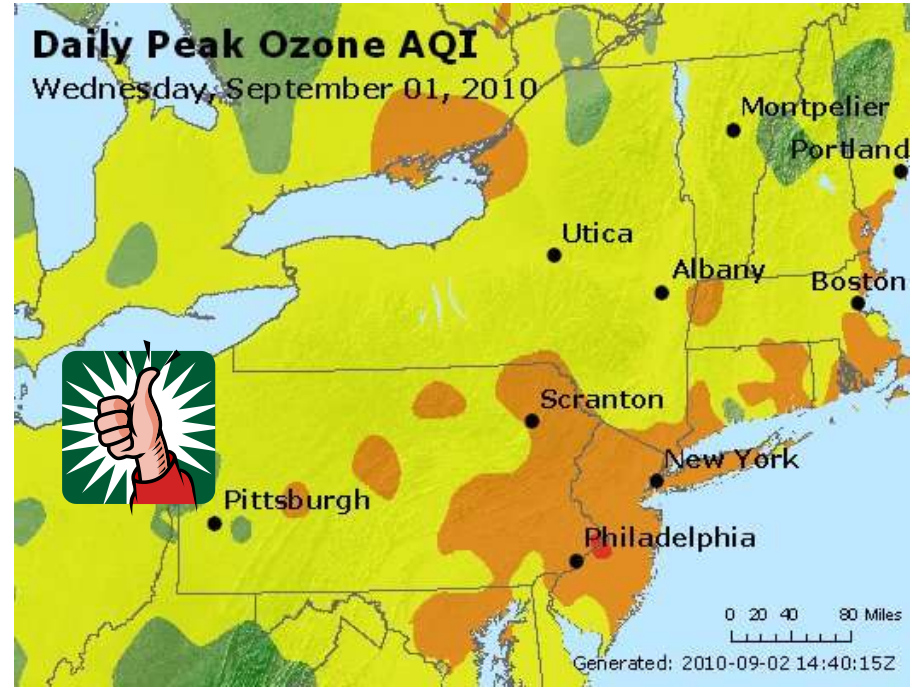 Daily Peak Ozone AQI
Wednesday, September 01, 2010
Montpelier
Portland
Utica
Albany
Boston
Scranton
New York
Pittsburgh
Philadelphia
0 20 40 80 Miles
Generated: 2010-09-02 14:40:15Z